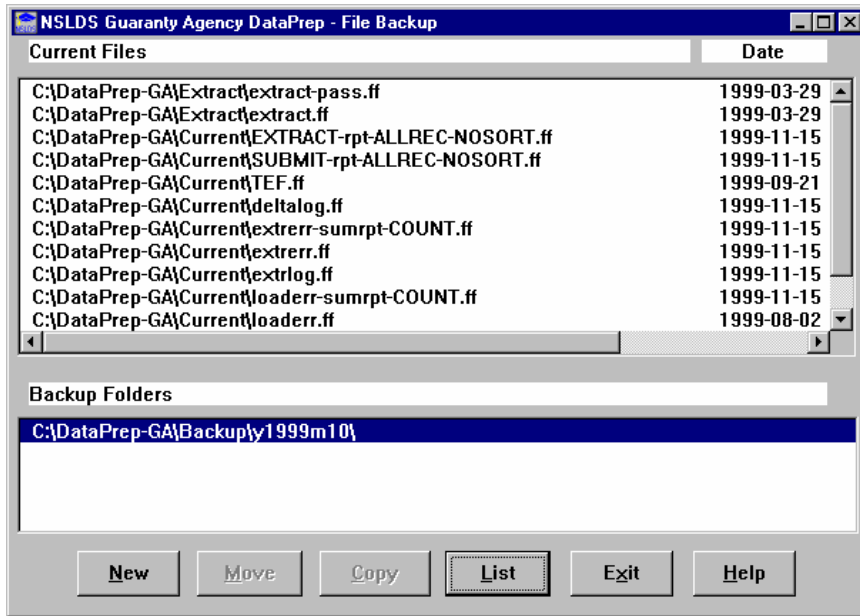 NSLDS Guaranty Agency DataPrep - File Backup
Current Files Date
C:\DataPrep-GA\Extract\extract-pass.ff 1999-03-29
C:\DataPrep-GA\Extract\extract.ff 1999-03-29
C:\DataPrep-GA\Current\EXTRACT-rpt-ALLREC-NOSORT.ff 1999-11-15
C:\DataPrep-GA\Current\SUBMIT-rpt-ALLREC-NOSORT.ff 1999-11-15
C:\DataPrep-GA\Current\TEF.ff 1999-09-21
C:\DataPrep-GA\Current\deltalog.ff 1999-11-15
C:\DataPrep-GA\Current\extrerr-sumrpt-COUNT.ff 1999-11-15
C:\DataPrep-GA\Current\extrerr.ff 1999-11-15
C:\DataPrep-GA\Current\extrlog.ff 1999-11-15
C:\DataPrep-GA\Current\loaderr-sumrpt-COUNT.ff 1999-11-15
C:\DataPrep-GA\Current\loaderr.ff 1999-08-02
Backup Folders
C:\DataPrep-GA\Backup\y1999m10\
New Move Copy List Exit Help